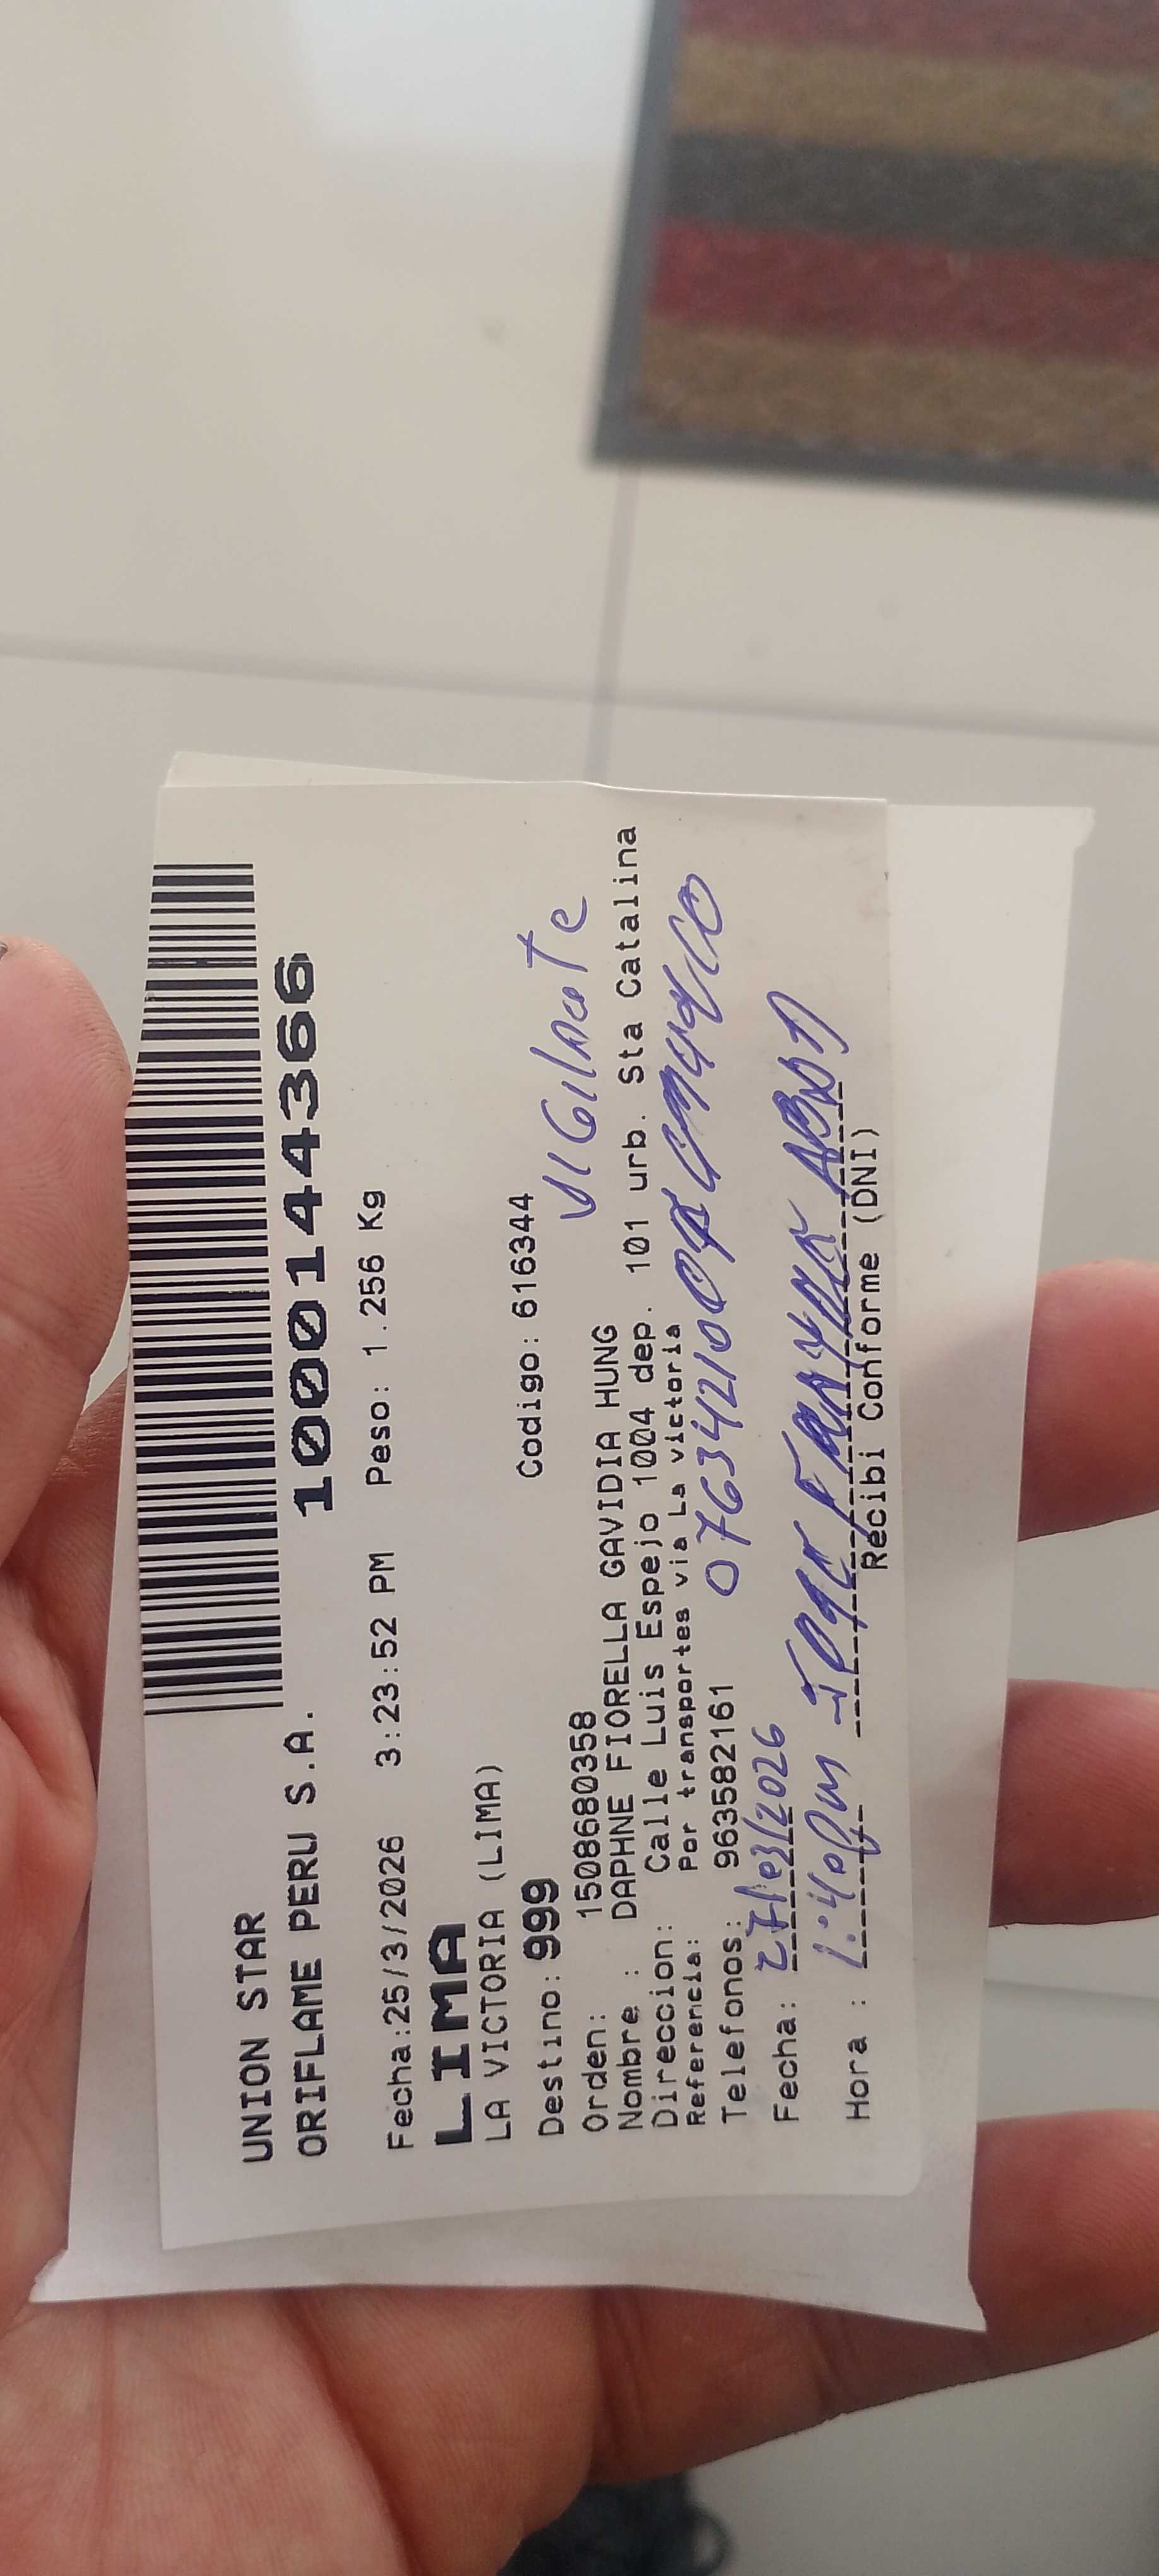 UNION STAR
ORIFLAME PERU S.A. 1000144366
Fecha:25/3/2026 3:23:52 PM Peso: 1.256 Kg
LIMA
LA VICTORIA (LIMA)
Destino: 999 Codigo: 616344
VIGILANTE
Orden: 1508680358
Nombre : DAPHNE FIORELLA GAVIDIA HUNG
Direccion: Calle Luis Espejo 1004 dep. 101 urb. Sta Catalina
Referencia: Por transportes via La victoria
Telefonos: 963582161 07634210
Fecha: 27/03/2026
Hora : 1:40pm
Recibi Conforme (DNI)